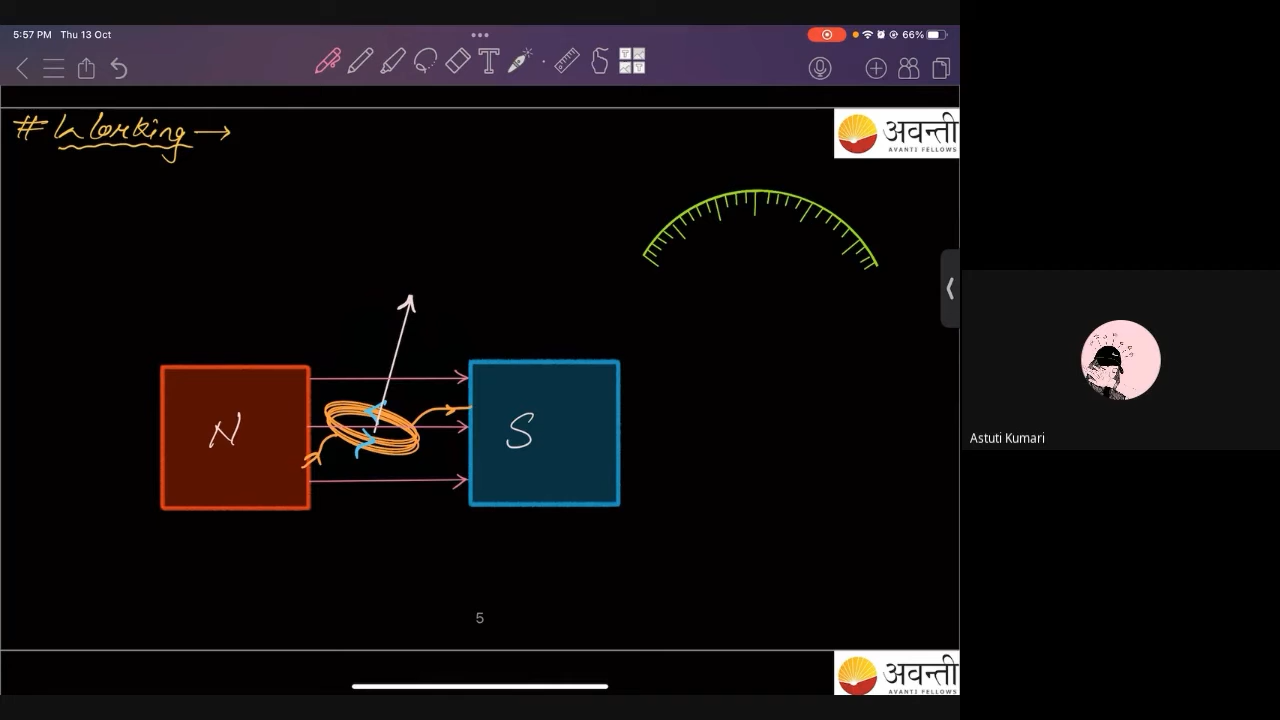 5:57 PM Thu 13 Oct
66%
# Working →
अवन्ती
AVANTI FELLOWS
N
S
Astuti Kumari
5
अवन्ती
AVANTI FELLOWS